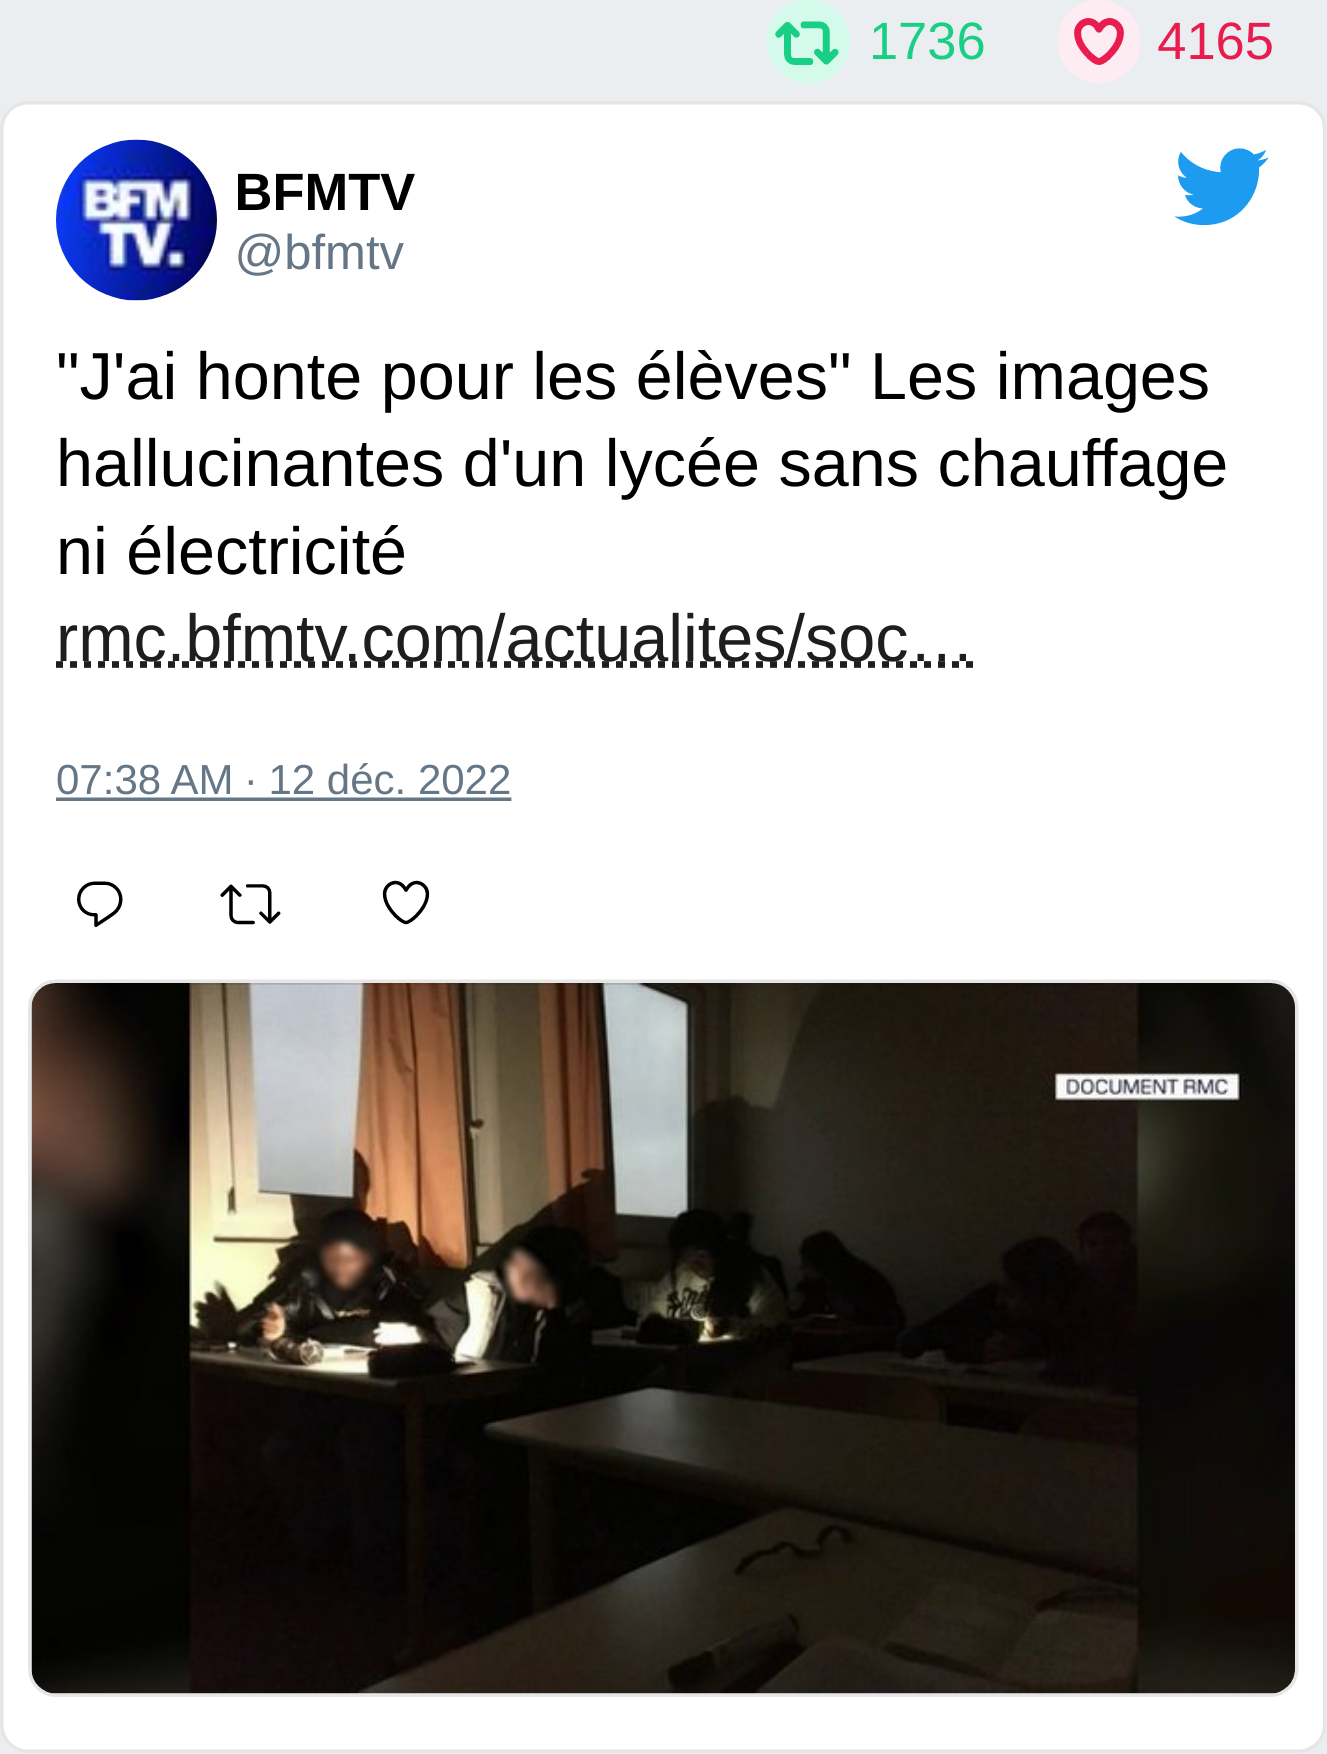 1736 4165
BFM
TV.
BFMTV
@bfmtv
"J'ai honte pour les élèves" Les images
hallucinantes d'un lycée sans chauffage
ni électricité
rmc.bfmtv.com/actualites/soc…
07:38 AM · 12 déc. 2022
DOCUMENT RMC